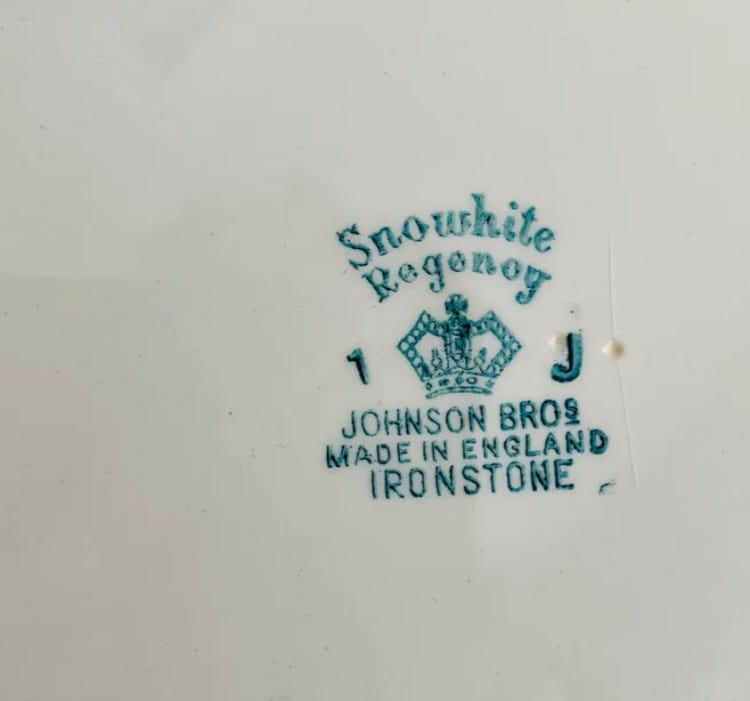 Snowhite
Regency
1 J
JOHNSON BROS
MADE IN ENGLAND
IRONSTONE